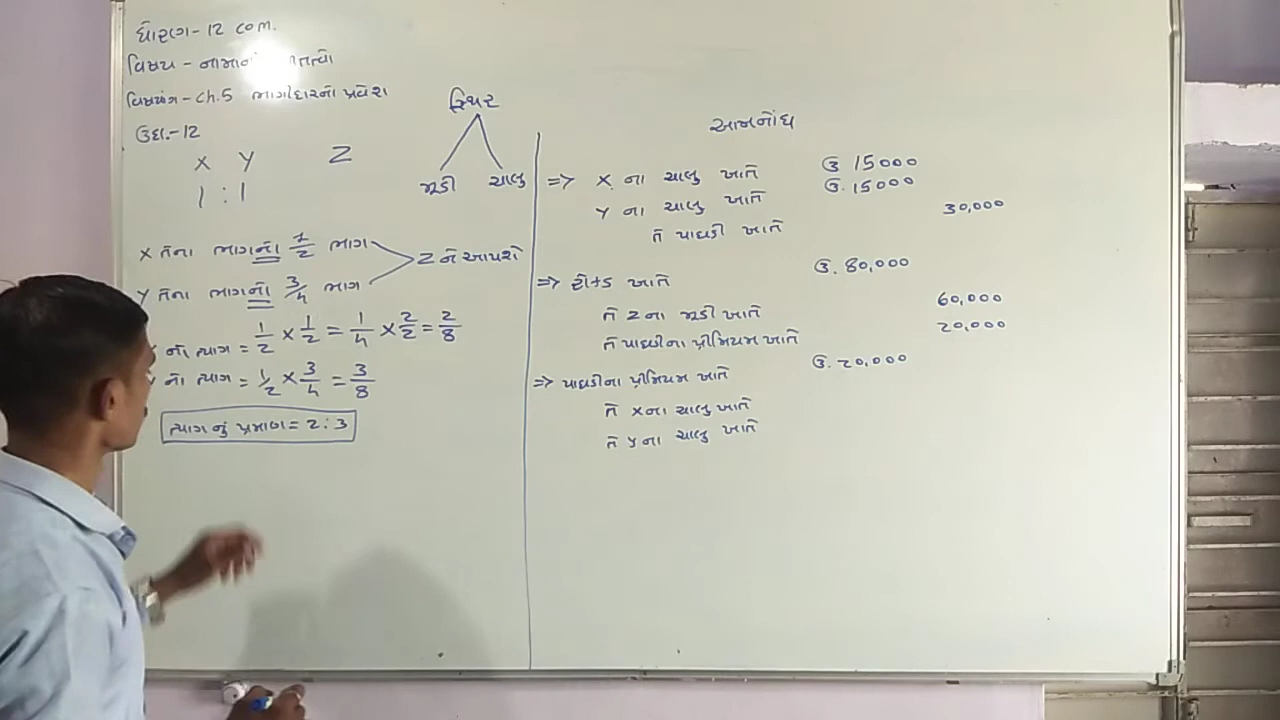 ધોરણ - 12 com.
વિષય - નામાનાં
વિષયાંગ - Ch.5 ભાગીદારનો પ્રવેશ
ઉદા.-12
X Y Z
1 : 1
સ્થિર
મૂડી ચાલુ
X તેના ભાગનો 1/2 ભાગ
Z ને આપશે
Y તેના ભાગનો 3/4 ભાગ
નો ત્યાગ = 1/2 × 1/2 = 1/4 × 2/2 = 2/8
નો ત્યાગ = 1/2 × 3/4 = 3/8
ત્યાગનું પ્રમાણ = 2:3
આમનોંધ
=> X ના ચાલુ ખાતે ઉ 15000
Y ના ચાલુ ખાતે ઉ. 15000
તે પાઘડી ખાતે 30,000
=> રોકડ ખાતે ઉ. 80,000
તે Z ના મૂડી ખાતે 60,000
તે પાઘડીના પ્રીમિયમ ખાતે 20,000
=> પાઘડીના પ્રીમિયમ ખાતે ઉ. 20,000
તે X ના ચાલુ ખાતે
તે Y ના ચાલુ ખાતે